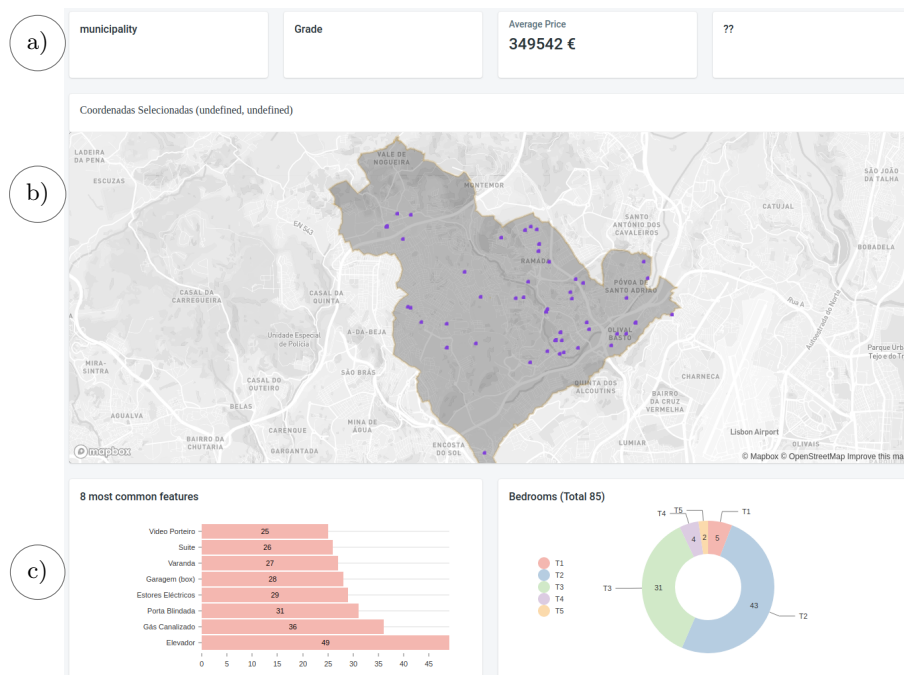 a)
municipality
Grade
Average Price
349542 €
??
b)
Coordenadas Selecionadas (undefined, undefined)
LADEIRA
DA PENA
ESCUZAS
VALE DE
NOGUEIRA
MONTEMOR
SÃO JOÃO
DA TALHA
CATUJAL
SANTO
ANTÓNIO DOS
CAVALEIROS
BOBADELA
RAMADA
CASAL DA
CARREGUEIRA
CASAL DA
QUINTA
PÓVOA DE
SANTO ADRIÃO
Rua A
Autoestrada do Norte
A
Unidade Especial
de Polícia
A-DA-BEJA
OLIVAL
BASTO
Parque Urb
Tejo e do Tr
MIRA-
SINTRA
SÃO BRÁS
CASAL DO
OUTEIRO
QUINTA DOS
ALCOUTINS
CHARNECA
BAIRRO
DA CRUZ
VERMELHA
BELAS
AGUALVA
MINA DE
ÁGUA
CARENQUE
BAIRRO DA
CHUTARIA
GARGANTADA
ENCOSTA
DO SOL
LUMIAR
Lisbon Airport
OLIVAIS
mapbox
© Mapbox © OpenStreetMap Improve this ma
c)
8 most common features
Video Porteiro 25
Suite 26
Varanda 27
Garagem (box) 28
Estores Eléctricos 29
Porta Blindada 31
Gás Canalizado 36
Elevador 49
0 5 10 15 20 25 30 35 40 45
Bedrooms (Total 85)
T1
T2
T3
T4
T5
T4 T5 T1
4 2 5
T3 31
43 T2